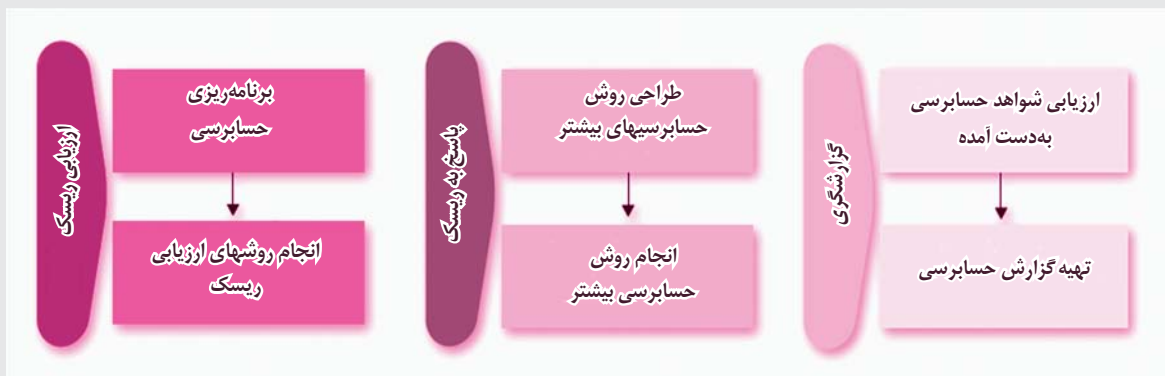 ارزیابی ریسک
برنامه‌ریزی
حسابرسی
انجام روشهای ارزیابی
ریسک
پاسخ به ریسک
طراحی روش
حسابرسیهای بیشتر
انجام روش
حسابرسی بیشتر
گزارشگری
ارزیابی شواهد حسابرسی
به‌دست آمده
تهیه گزارش حسابرسی